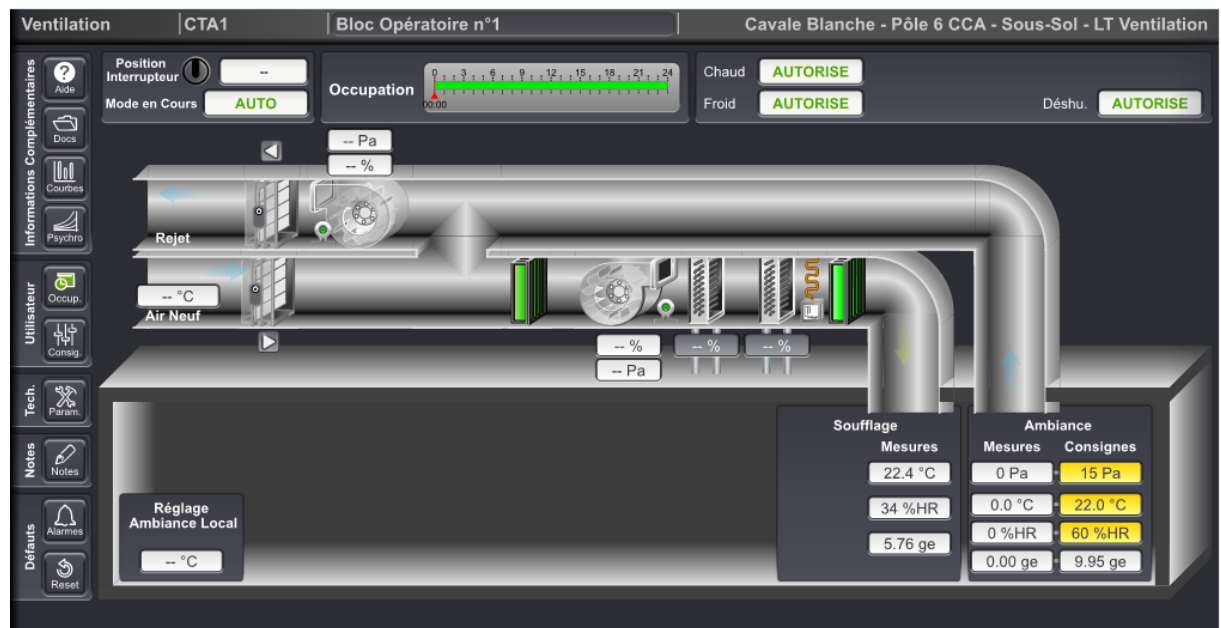 Ventilation CTA1 Bloc Opératoire n°1 Cavale Blanche - Pôle 6 CCA - Sous-Sol - LT Ventilation
Informations Complémentaires
Aide
Docs
Courbes
Psychro
Utilisateur
Occup.
Consig.
Tech.
Param.
Notes
Notes
Défauts
Alarmes
Reset
Position
Interrupteur --
Mode en Cours AUTO
Occupation 0 3 6 9 12 15 18 21 24
00:00
Chaud AUTORISE
Froid AUTORISE Déshu. AUTORISE
-- Pa
-- %
Rejet
-- °C
Air Neuf
-- % -- % -- %
-- Pa
Réglage
Ambiance Local
-- °C
Soufflage
Mesures
22.4 °C
34 %HR
5.76 ge
Ambiance
Mesures Consignes
0 Pa 15 Pa
0.0 °C 22.0 °C
0 %HR 60 %HR
0.00 ge 9.95 ge